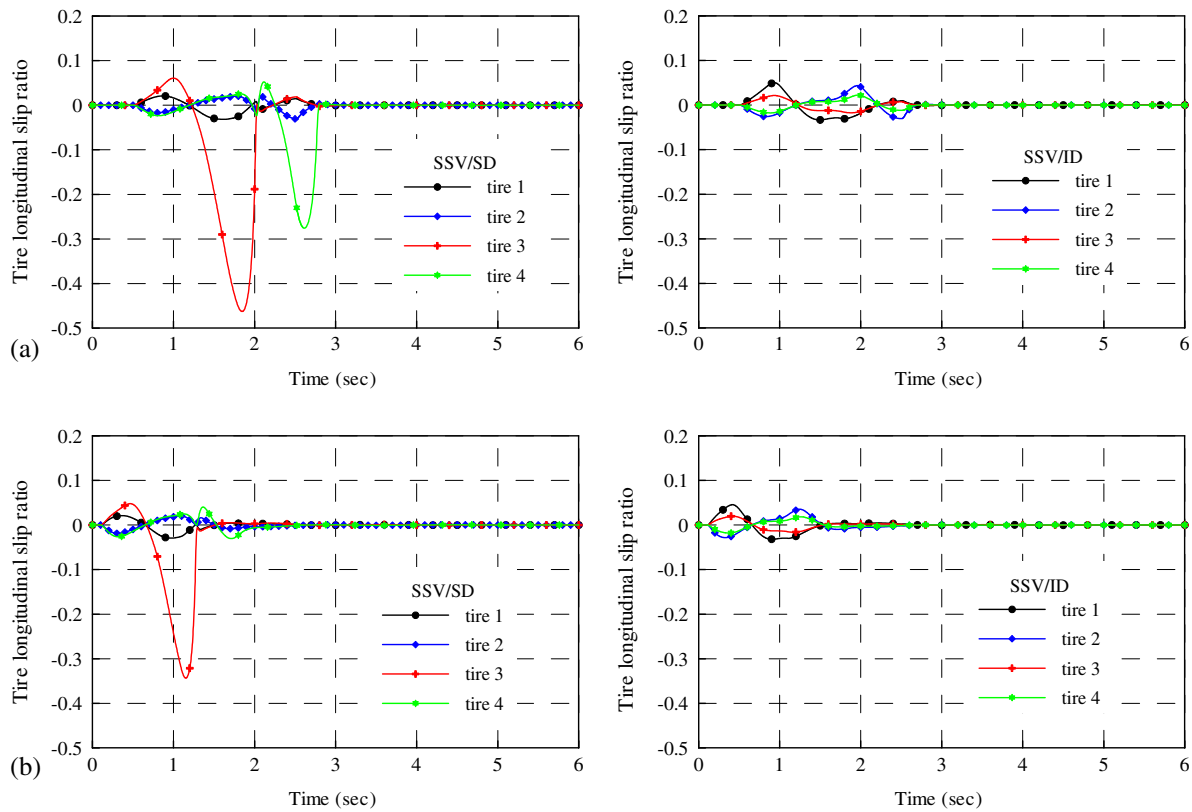 (a)
Tire longitudinal slip ratio
0.2
0.1
0
-0.1
-0.2
-0.3
-0.4
-0.5
SSV/SD
tire 1
tire 2
tire 3
tire 4
0 1 2 3 4 5 6
Time (sec)
Tire longitudinal slip ratio
0.2
0.1
0
-0.1
-0.2
-0.3
-0.4
-0.5
SSV/ID
tire 1
tire 2
tire 3
tire 4
0 1 2 3 4 5 6
Time (sec)
(b)
Tire longitudinal slip ratio
0.2
0.1
0
-0.1
-0.2
-0.3
-0.4
-0.5
SSV/SD
tire 1
tire 2
tire 3
tire 4
0 1 2 3 4 5 6
Time (sec)
Tire longitudinal slip ratio
0.2
0.1
0
-0.1
-0.2
-0.3
-0.4
-0.5
SSV/ID
tire 1
tire 2
tire 3
tire 4
0 1 2 3 4 5 6
Time (sec)